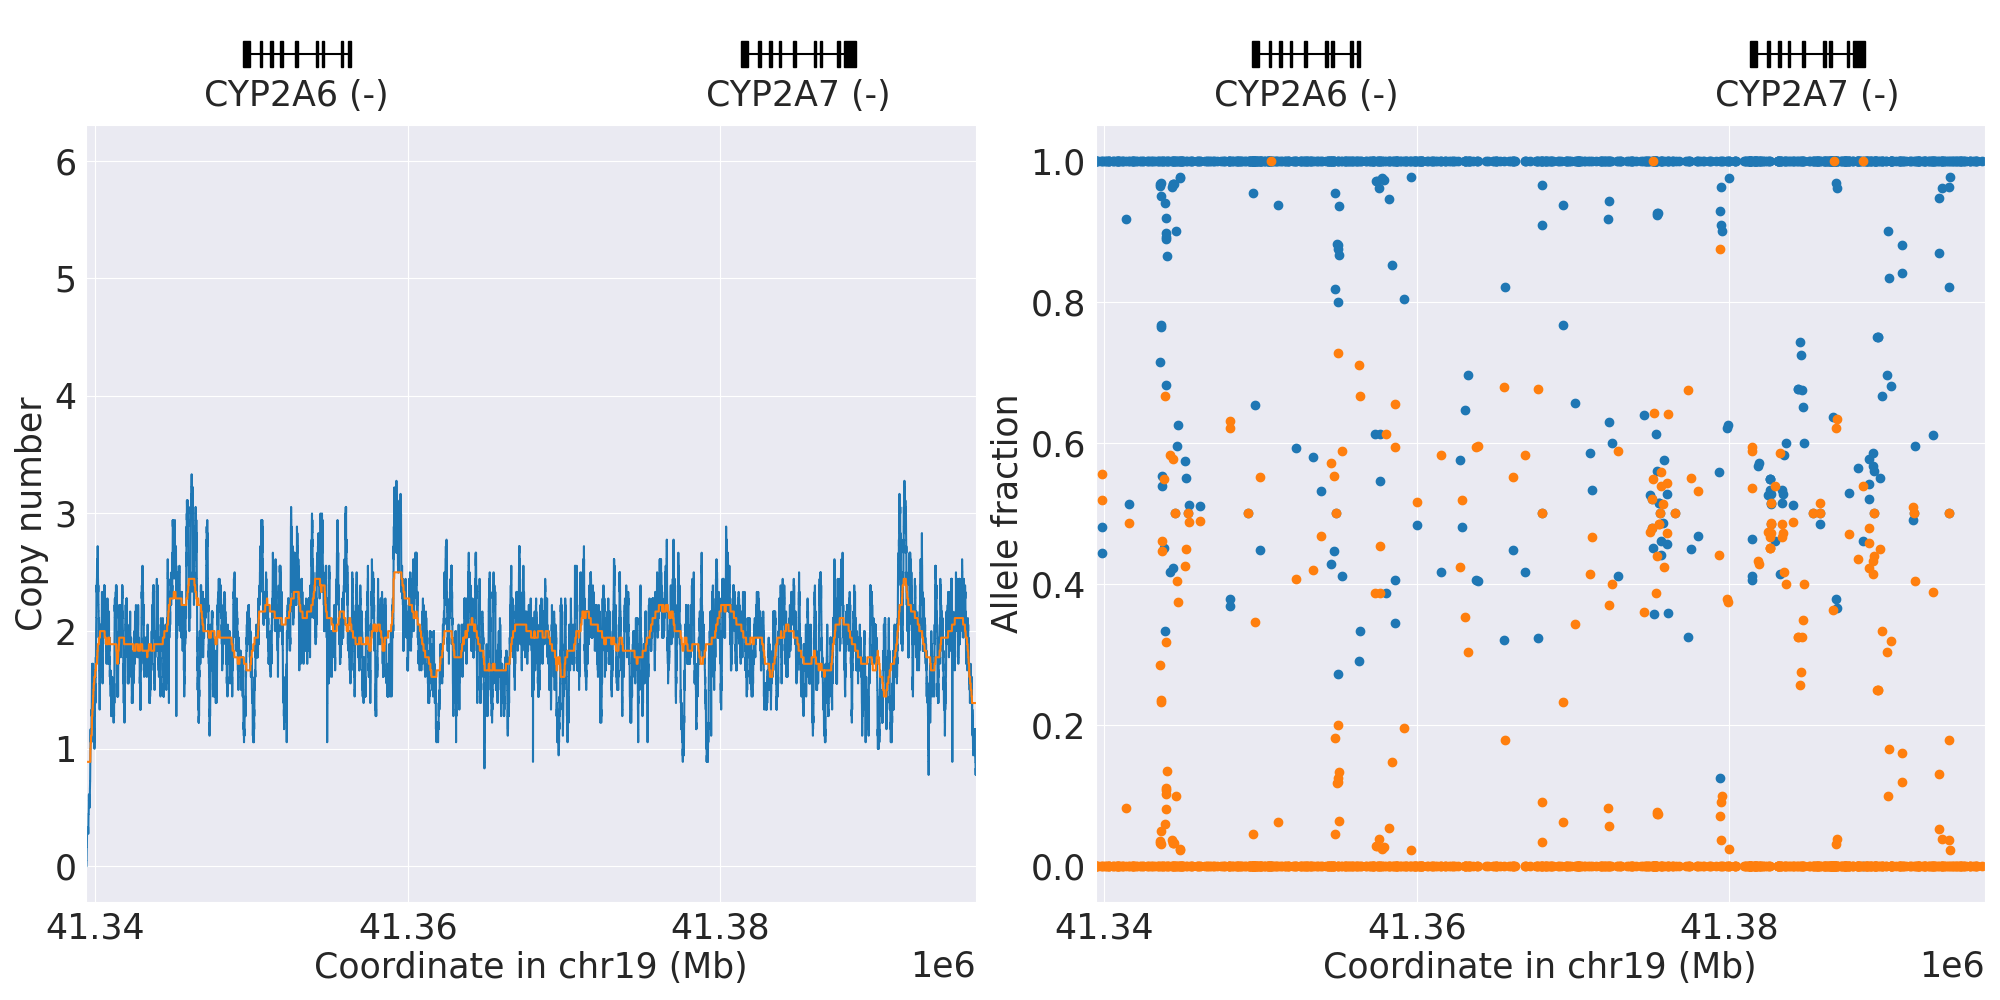 CYP2A6 (-)
CYP2A7 (-)
Copy number
6
5
4
3
2
1
0
41.34
41.36
41.38
Coordinate in chr19 (Mb)
1e6
CYP2A6 (-)
CYP2A7 (-)
Allele fraction
1.0
0.8
0.6
0.4
0.2
0.0
41.34
41.36
41.38
Coordinate in chr19 (Mb)
1e6